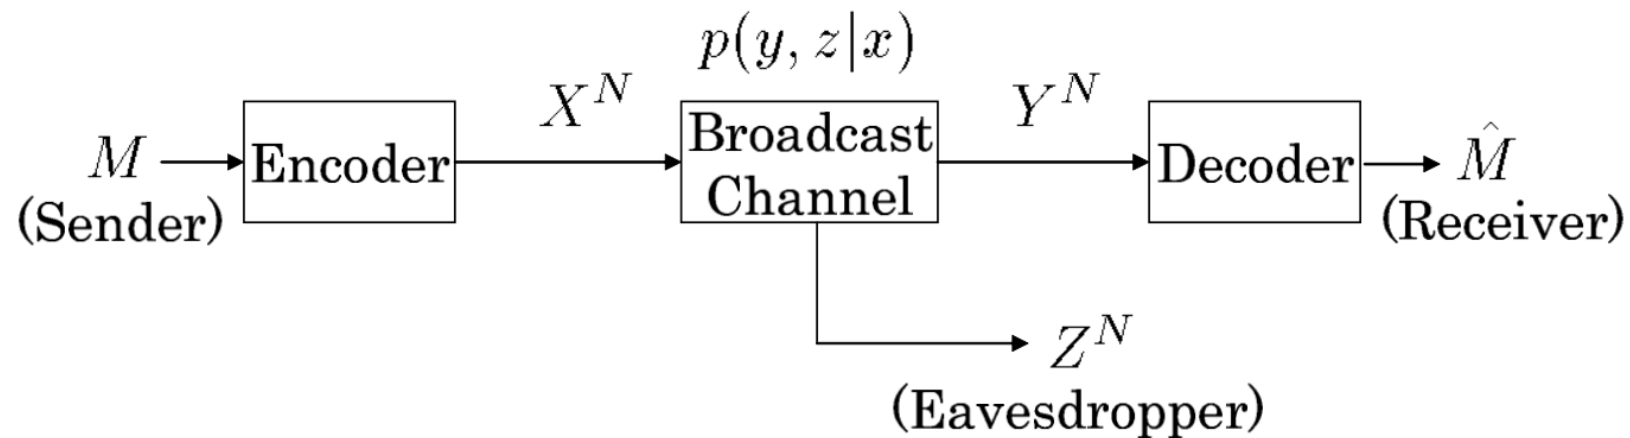 p(y, z|x)
X^N
Y^N
M
Encoder
Broadcast
Channel
Decoder
M̂
(Sender)
(Receiver)
Z^N
(Eavesdropper)